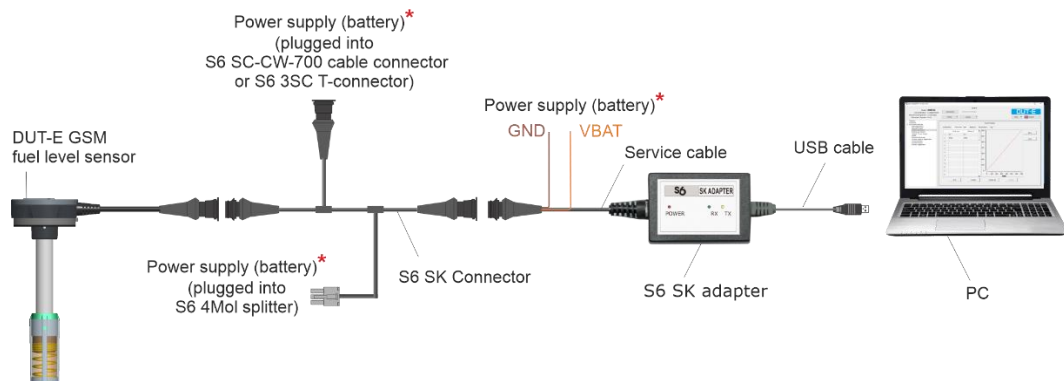 Power supply (battery)*
(plugged into
S6 SC-CW-700 cable connector
or S6 3SC T-connector)
DUT-E GSM
fuel level sensor
Power supply (battery)*
GND
VBAT
Service cable
USB cable
DUT-E
S6
SK ADAPTER
POWER
RX
TX
Power supply (battery)*
(plugged into
S6 4Mol splitter)
S6 SK Connector
S6 SK adapter
PC